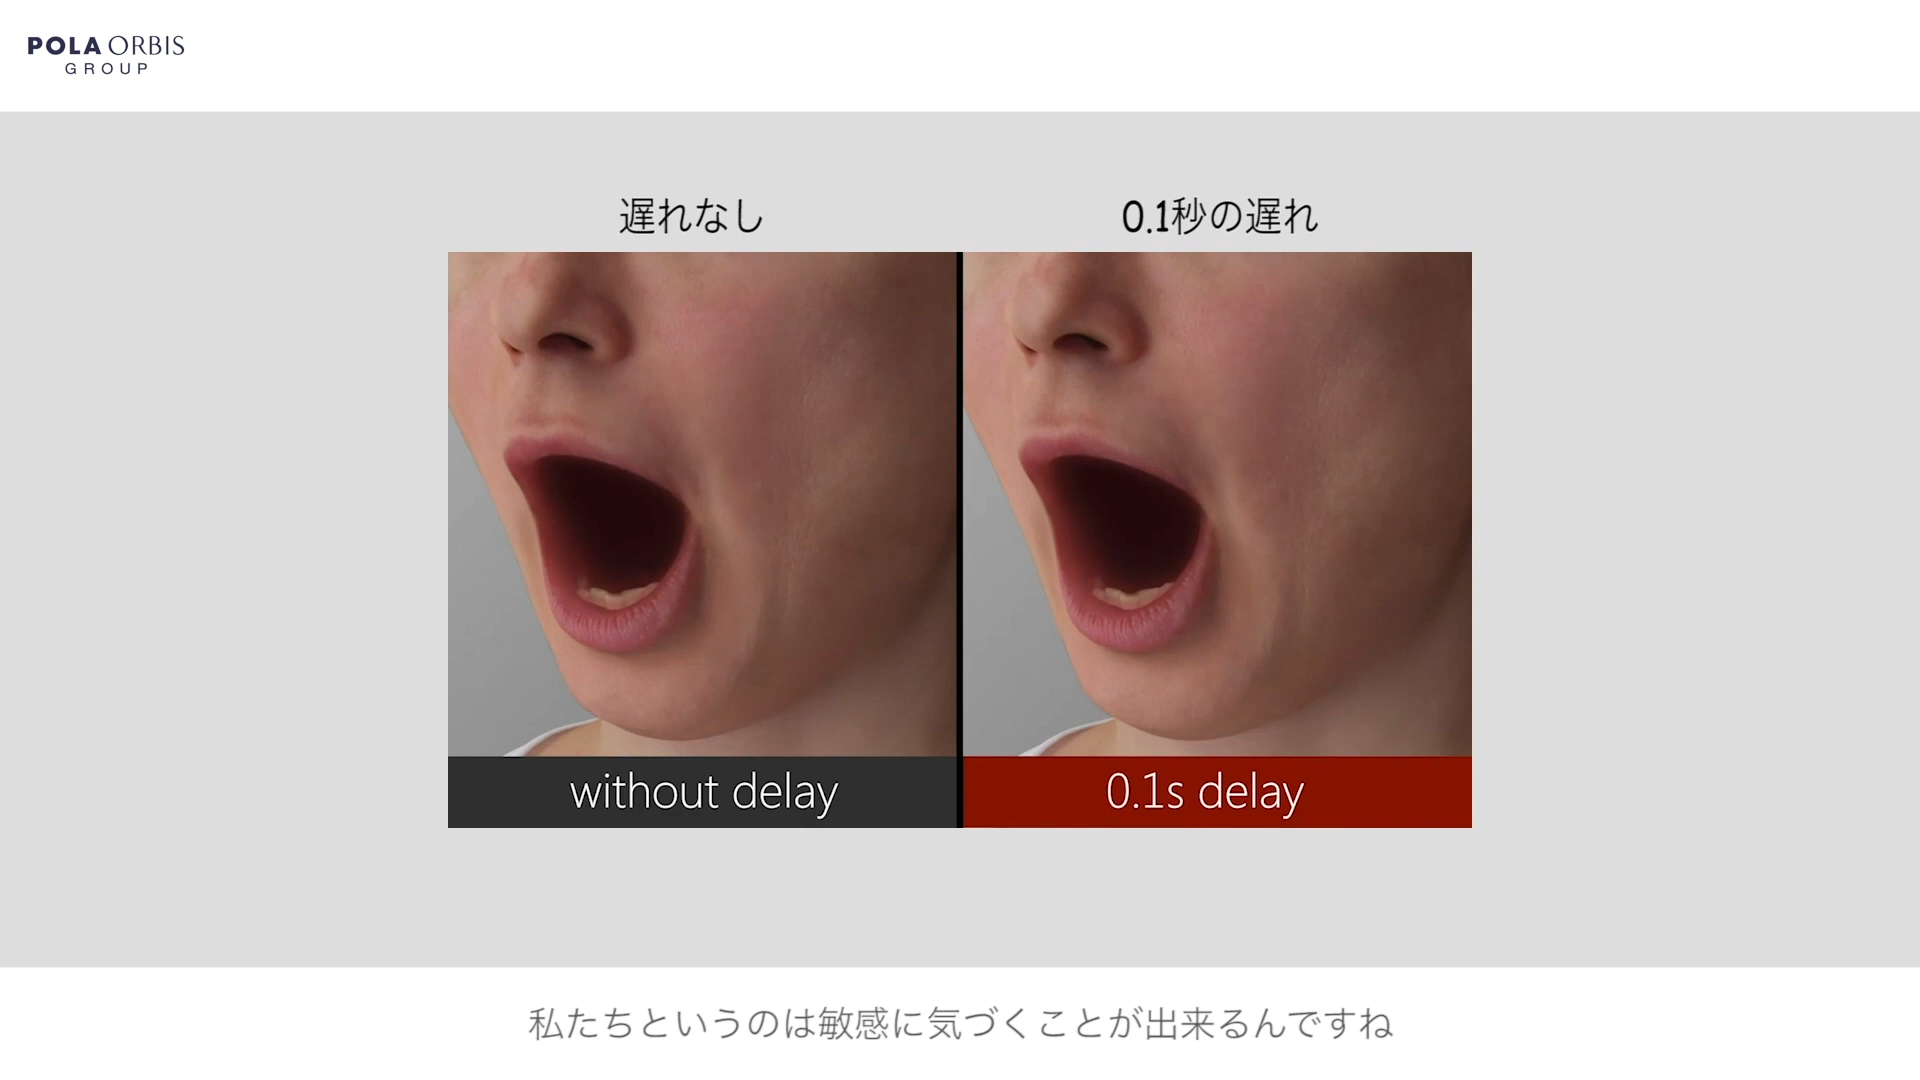 POLA ORBIS
GROUP
遅れなし
0.1秒の遅れ
without delay
0.1s delay
私たちというのは敏感に気づくことが出来るんですね